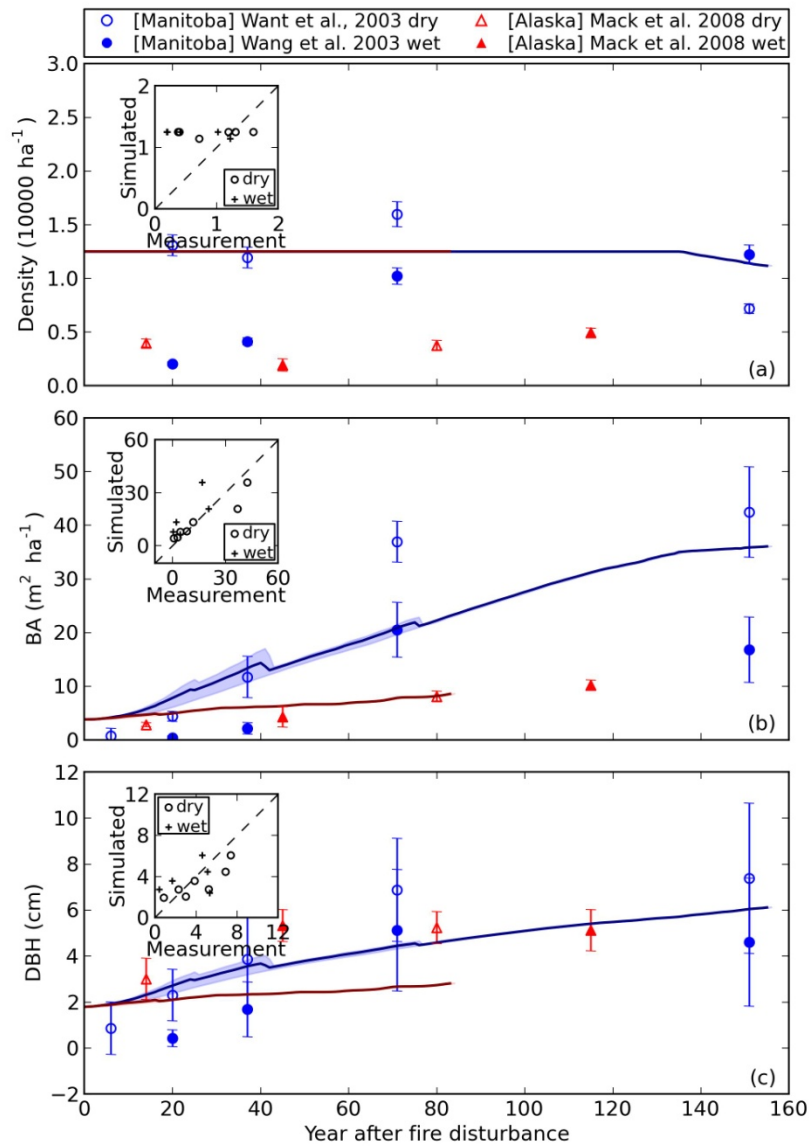 [Manitoba] Want et al., 2003 dry
[Alaska] Mack et al. 2008 dry
[Manitoba] Wang et al. 2003 wet
[Alaska] Mack et al. 2008 wet
3.0
2.5
2.0
1.5
1.0
0.5
0.0
Density (10000 ha⁻¹)
2
1
0
Simulated
dry
wet
0 1 2
Measurement
(a)
60
50
40
30
20
10
0
BA (m² ha⁻¹)
60
30
0
Simulated
dry
wet
0 30 60
Measurement
(b)
12
10
8
6
4
2
0
−2
DBH (cm)
12
8
4
0
Simulated
dry
wet
0 4 8 12
Measurement
(c)
0 20 40 60 80 100 120 140 160
Year after fire disturbance